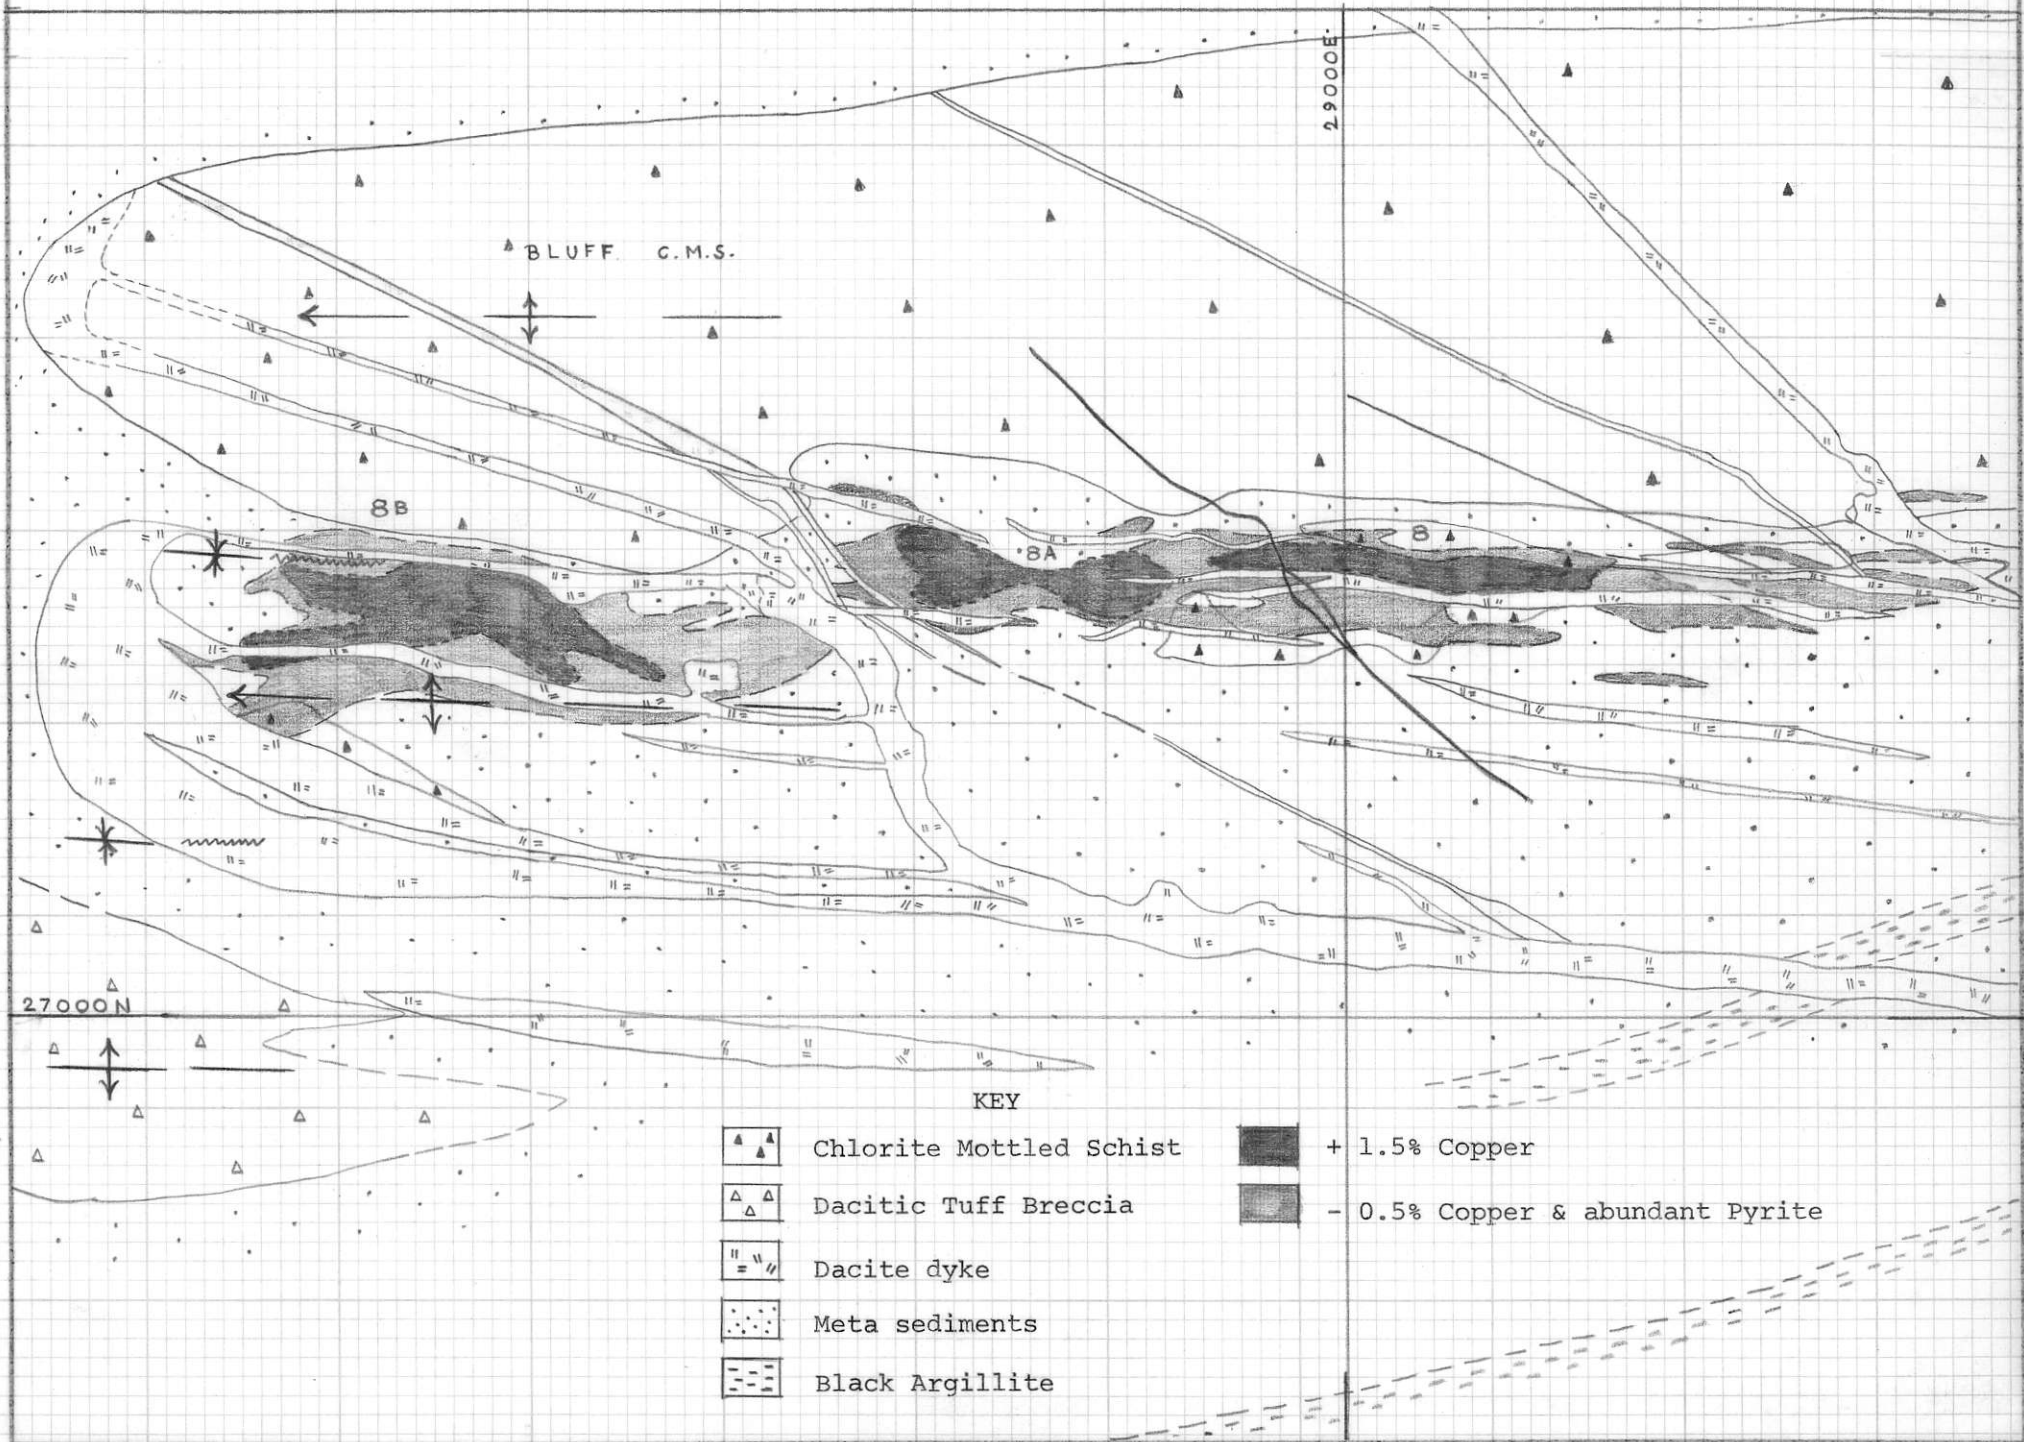 29000E
BLUFF C.M.S.
8B
8A
8
27000N
KEY
Chlorite Mottled Schist
Dacitic Tuff Breccia
Dacite dyke
Meta sediments
Black Argillite
+ 1.5% Copper
- 0.5% Copper & abundant Pyrite